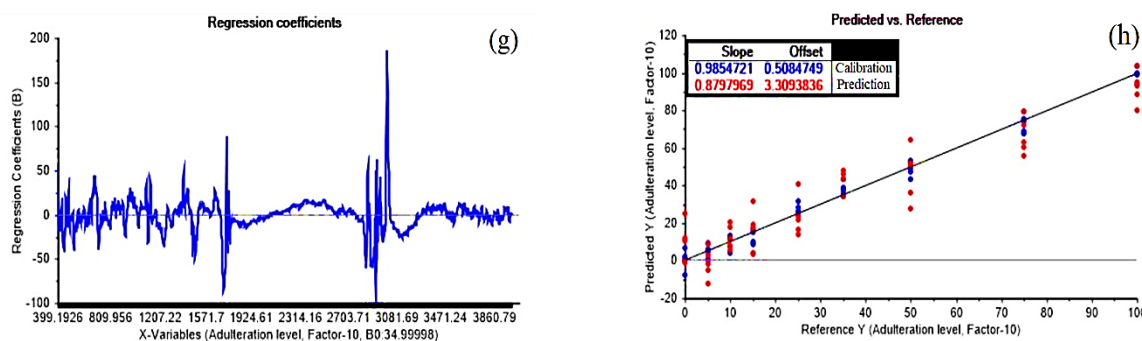 Regression coefficients
(g)
200
150
100
50
0
-50
-100
Regression Coefficients (B)
399.1926 809.956 1207.22 1571.7 1924.61 2314.16 2703.71 3081.69 3471.24 3860.79
X-Variables (Adulteration level, Factor-10, B0:34.99998)
Predicted vs. Reference
(h)
Slope Offset
0.9854721 0.5084749 Calibration
0.8797969 3.3093836 Prediction
120
100
80
60
40
20
0
-20
Predicted Y (Adulteration level, Factor-10)
0 10 20 30 40 50 60 70 80 90 100
Reference Y (Adulteration level, Factor-10)